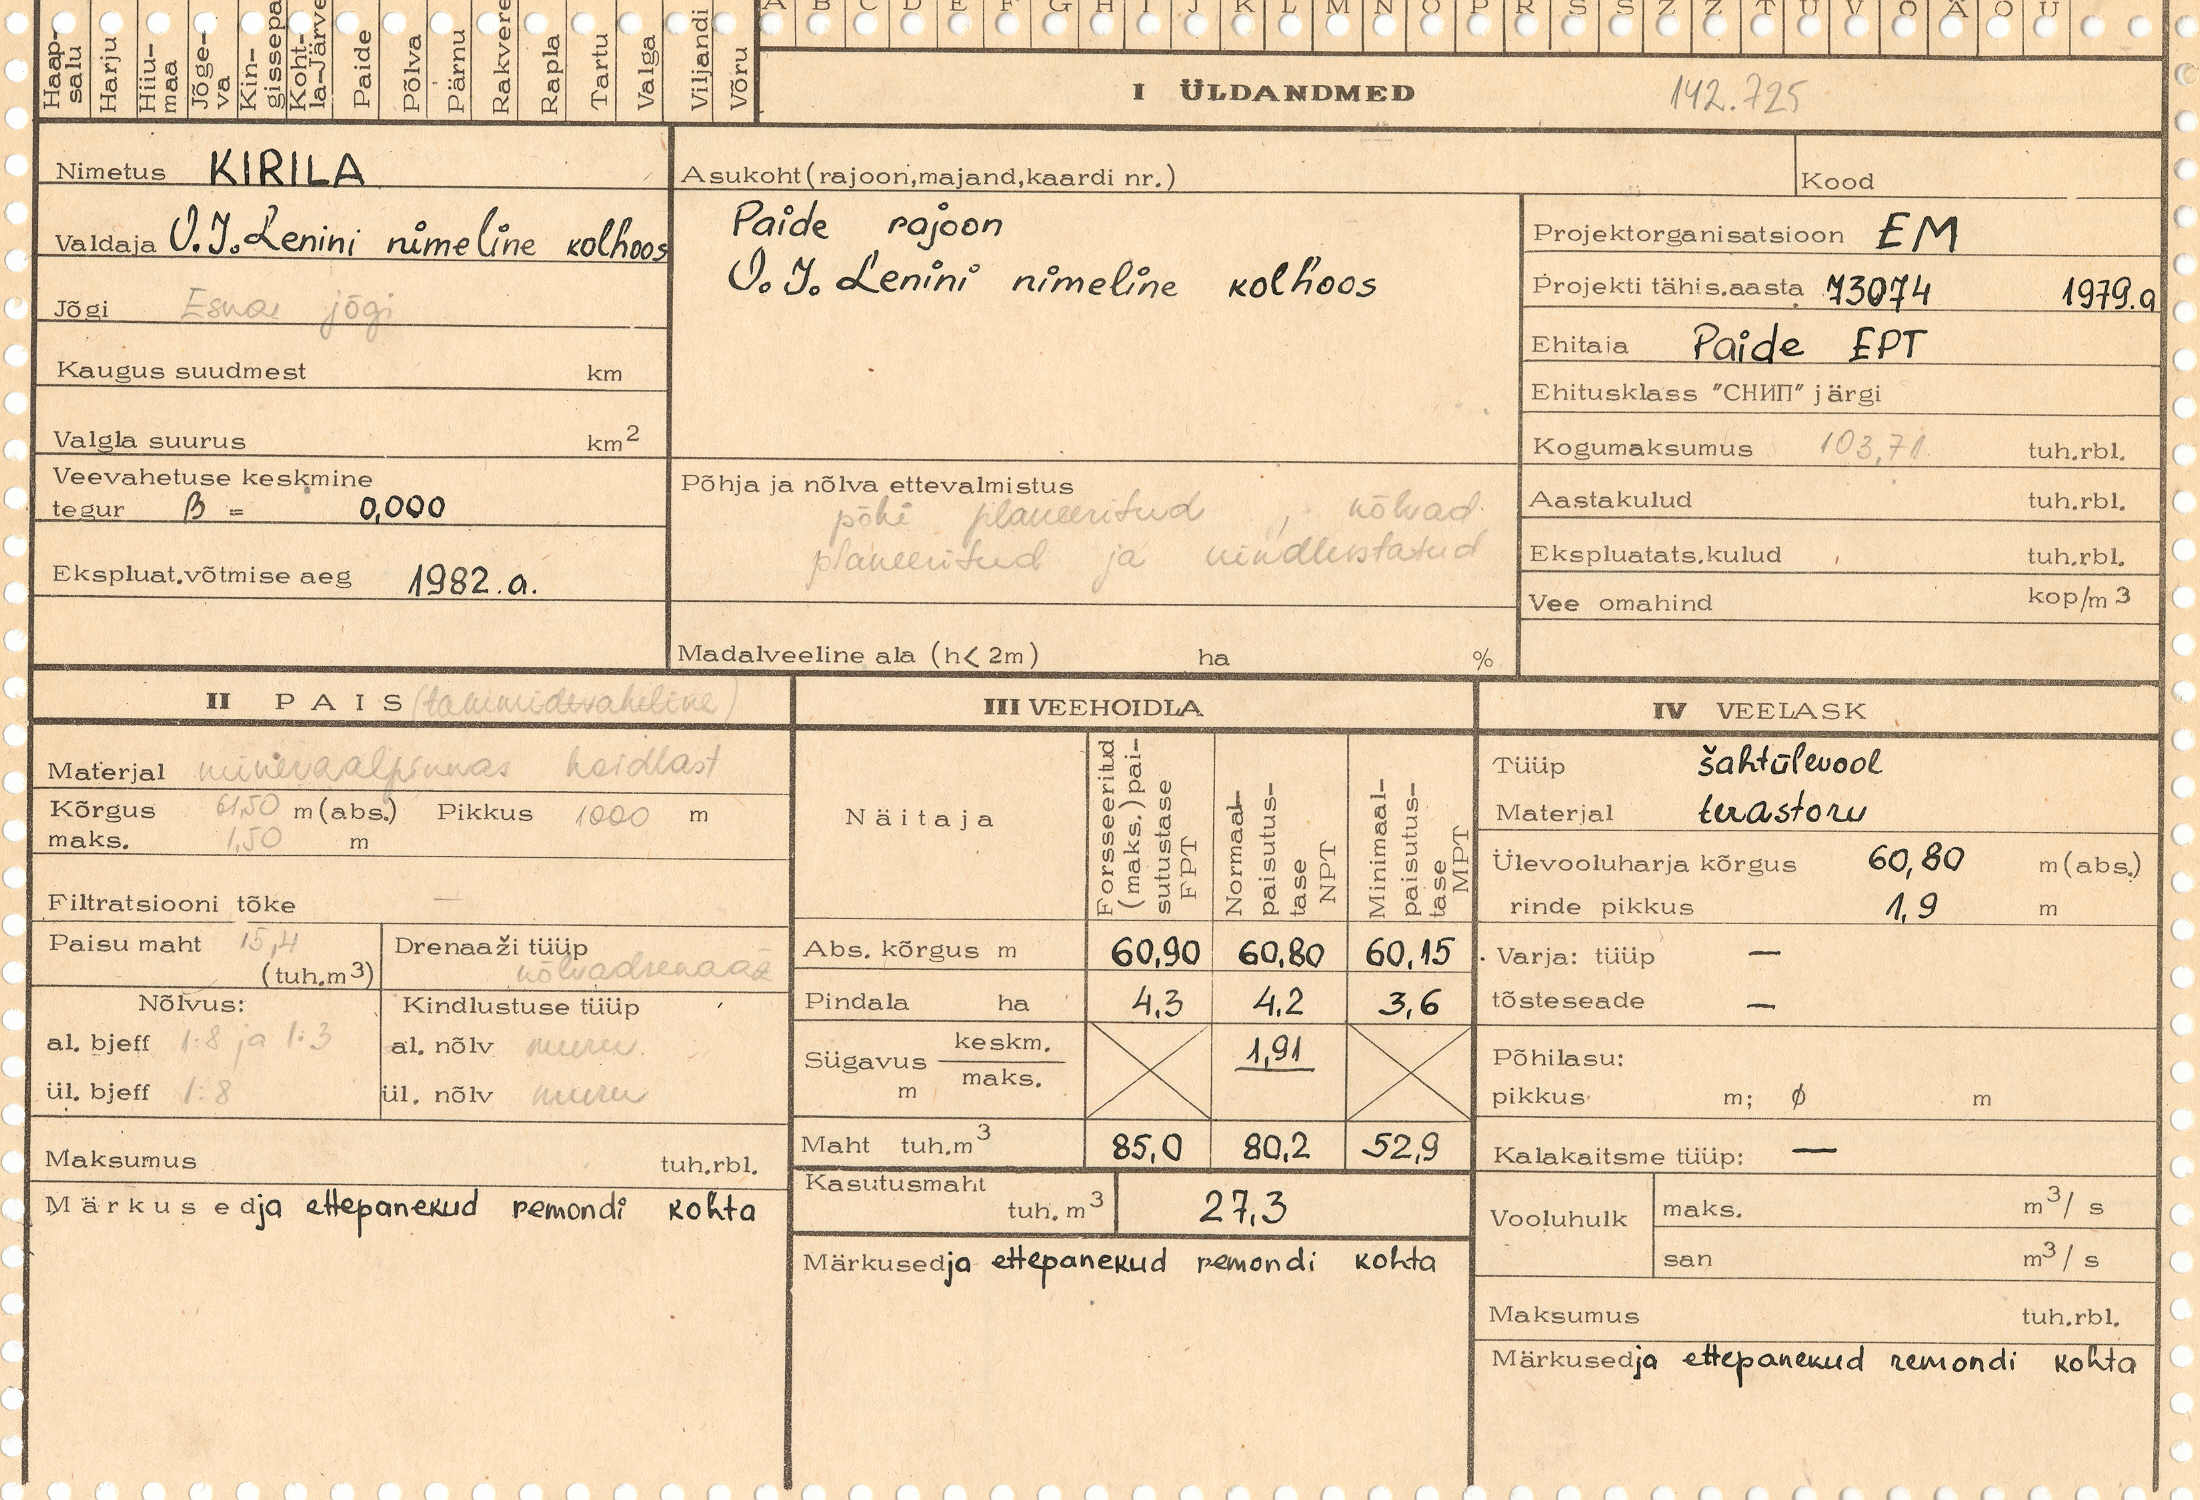 A B C D E F G H I J K L M N O P R S Š Z Ž T U V Õ Ä Ö Ü
Haap-salu Harju Hiiu-maa Jõge-va Kin-gissepa Koht-la-Järve Paide Põlva Pärnu Rakvere Rapla Tartu Valga Viljandi Võru
I ÜLDANDMED 142.725
Nimetus KIRILA
Valdaja V.I.Lenini nimeline kolhoos
Jõgi Esna jõgi
Kaugus suudmest km
Valgla suurus km²
Veevahetuse keskmine
tegur β = 0,000
Ekspluat.võtmise aeg 1982.a.
Asukoht(rajoon,majand,kaardi nr.)
Paide rajoon
V.I. Lenini nimeline kolhoos
Põhja ja nõlva ettevalmistus
põhi planeeritud, nõlvad
planeeritud ja kindlustatud
Madalveeline ala (h<2m) ha %
Kood
Projektorganisatsioon EM
Projekti tähis.aasta 73074 1979.a
Ehitaja Paide EPT
Ehitusklass "СНИП" järgi
Kogumaksumus 103,71 tuh.rbl.
Aastakulud tuh.rbl.
Ekspluatats.kulud tuh.rbl.
Vee omahind kop/m³
II PAIS (tammidevaheline)
Materjal mineraalpinnas hoidlast
Kõrgus 61,50 m(abs.) Pikkus 1000 m
maks. 1,50 m
Filtratsiooni tõke —
Paisu maht 15,4
(tuh.m³)
Drenaaži tüüp
nõlvadrenaaž
Nõlvus:
al. bjeff 1:8 ja 1:3
ül. bjeff 1:8
Kindlustuse tüüp
al. nõlv muru
ül. nõlv muru
Maksumus tuh.rbl.
Märkused ja ettepanekud remondi kohta
III VEEHOIDLA
Näitaja
Forsseeritud (maks.) pai-sutustase FPT
Normaal-paisutus-tase NPT
Minimaal-paisutus-tase MPT
Abs. kõrgus m 60,90 60,80 60,15
Pindala ha 4,3 4,2 3,6
Sügavus keskm. 1,91
m maks.
Maht tuh.m³ 85,0 80,2 52,9
Kasutusmaht
tuh.m³ 27,3
Märkused ja ettepanekud remondi kohta
IV VEELASK
Tüüp šahtülevool
Materjal terastoru
Ülevooluharja kõrgus 60,80 m(abs.)
rinde pikkus 1,9 m
Varja: tüüp —
tõsteseade —
Põhilasu:
pikkus m; ϕ m
Kalakaitsme tüüp: —
Vooluhulk
maks. m³/s
san m³/s
Maksumus tuh.rbl.
Märkused ja ettepanekud remondi kohta